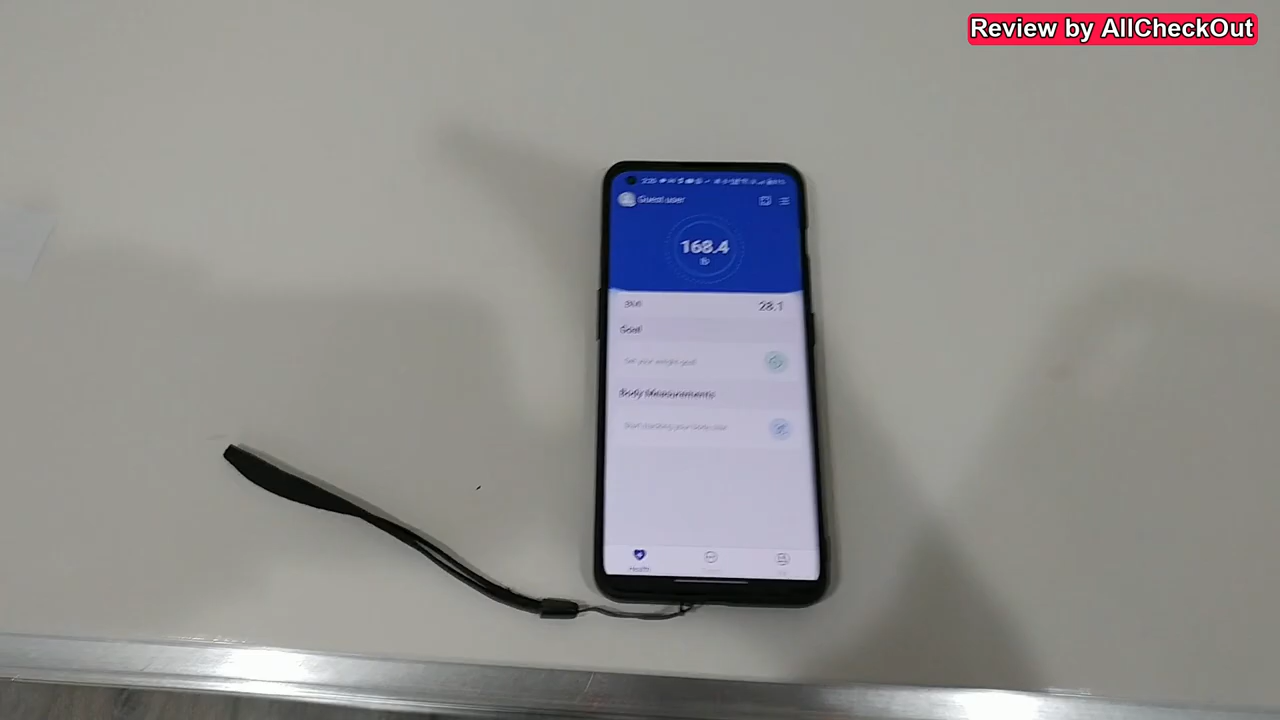 Review by AllCheckOut
Guest user
168.4
lb
BMI
28.1
Goal
Set your weight goal
Body Measurements
Start tracking your body size
Health